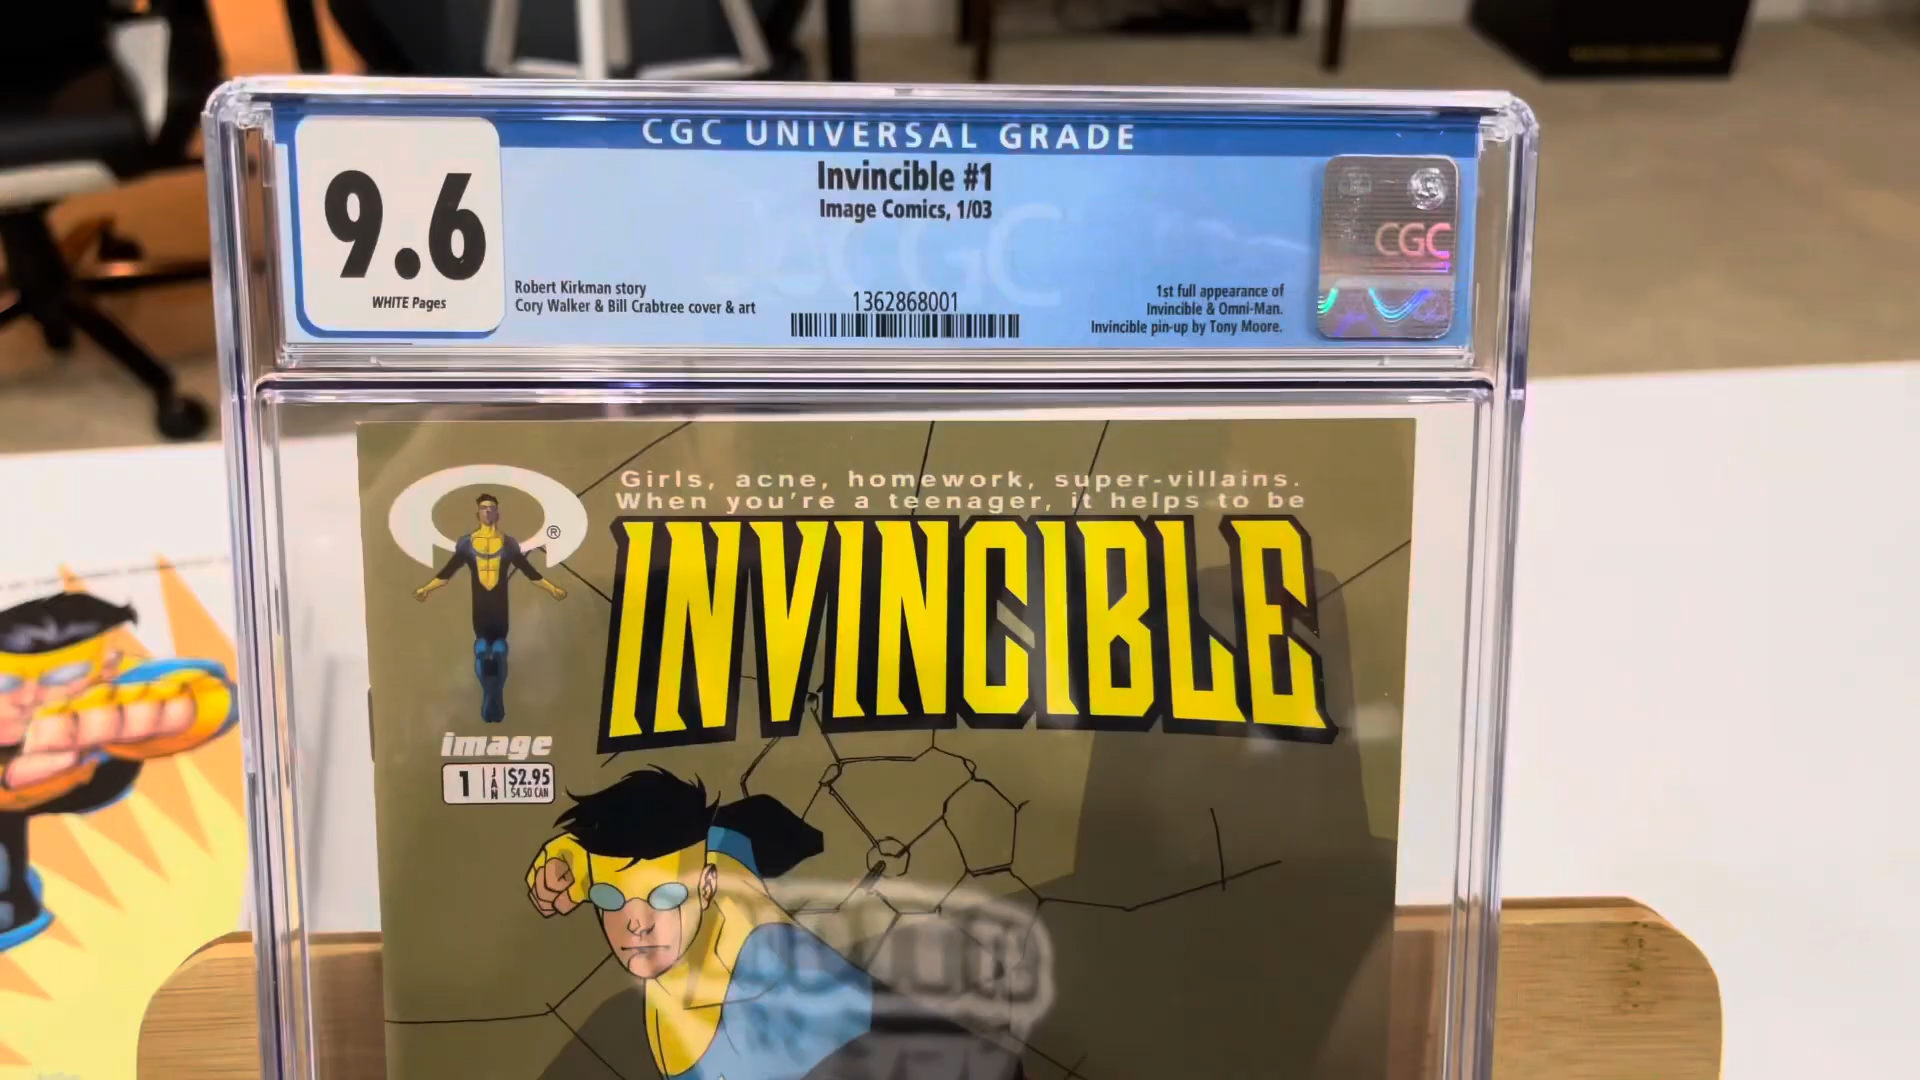 CGC UNIVERSAL GRADE
9.6
WHITE Pages
Invincible #1
Image Comics, 1/03
Robert Kirkman story
Cory Walker & Bill Crabtree cover & art
1362868001
1st full appearance of
Invincible & Omni-Man.
Invincible pin-up by Tony Moore.
CGC
Girls, acne, homework, super-villains.
When you're a teenager, it helps to be
INVINCIBLE
®
image
1 JAN $2.95
$4.50 CAN